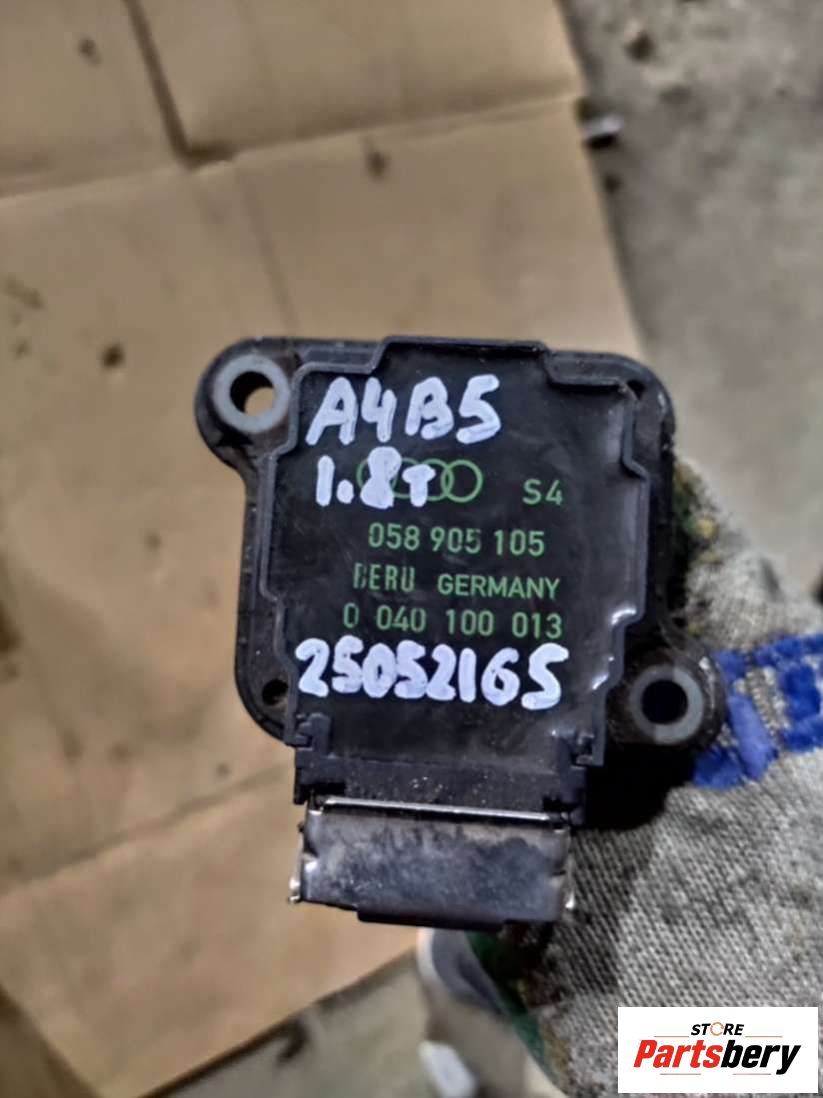 A4B5
1.8T
S4
058 905 105
BERU GERMANY
0 040 100 013
25052165
STORE
Partsbery